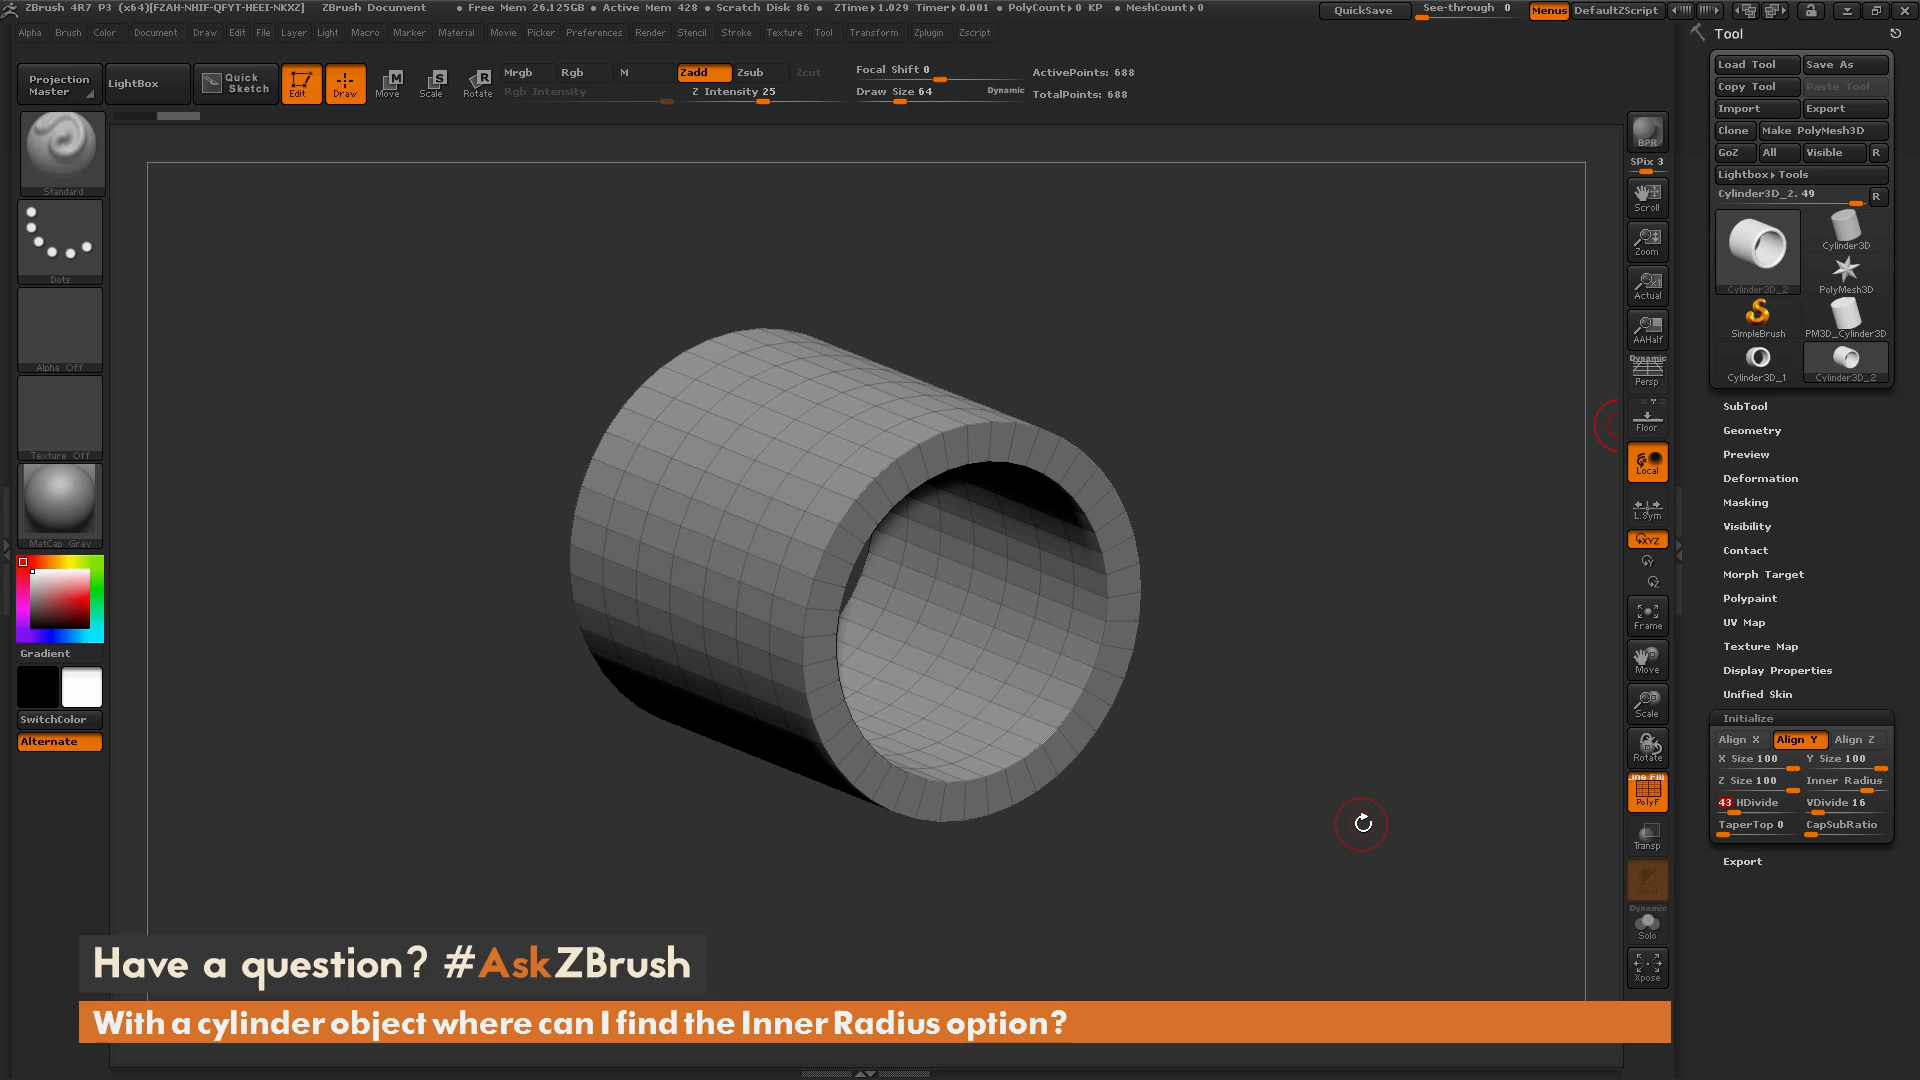 ZBrush 4R7 P3 (x64)[FZAH-NHIF-QFYT-HEEI-NKXZ] ZBrush Document • Free Mem 26.125GB • Active Mem 428 • Scratch Disk 86 • ZTime▸1.029 Timer▸0.001 • PolyCount▸0 KP • MeshCount▸0 QuickSave See-through 0 Menus DefaultZScript
Alpha Brush Color Document Draw Edit File Layer Light Macro Marker Material Movie Picker Preferences Render Stencil Stroke Texture Tool Transform Zplugin Zscript
Projection Master
LightBox
Quick Sketch
Edit
Draw
Move
Scale
Rotate
Mrgb Rgb M
Rgb Intensity
Zadd Zsub Zcut
Z Intensity 25
Focal Shift 0
Draw Size 64
Dynamic
ActivePoints: 688
TotalPoints: 688
Standard
Dots
Alpha Off
Texture Off
MatCap Gray
Gradient
SwitchColor
Alternate
BPR
SPix 3
Scroll
Zoom
Actual
AAHalf
Dynamic
Persp
Floor
Local
L.Sym
XYZ
Y
Z
Frame
Move
Scale
Rotate
PolyF
Transp
Ghost
Dynamic
Solo
Xpose
Tool
Load Tool Save As
Copy Tool Paste Tool
Import Export
Clone Make PolyMesh3D
GoZ All Visible R
Lightbox▸Tools
Cylinder3D_2. 49 R
Cylinder3D_2
Cylinder3D
PolyMesh3D
SimpleBrush
PM3D_Cylinder3D
Cylinder3D_1
Cylinder3D_2
SubTool
Geometry
Preview
Deformation
Masking
Visibility
Contact
Morph Target
Polypaint
UV Map
Texture Map
Display Properties
Unified Skin
Initialize
Align X Align Y Align Z
X Size 100 Y Size 100
Z Size 100 Inner Radius
43 HDivide VDivide 16
TaperTop 0 CapSubRatio
Export
Have a question? #AskZBrush
With a cylinder object where can I find the Inner Radius option?